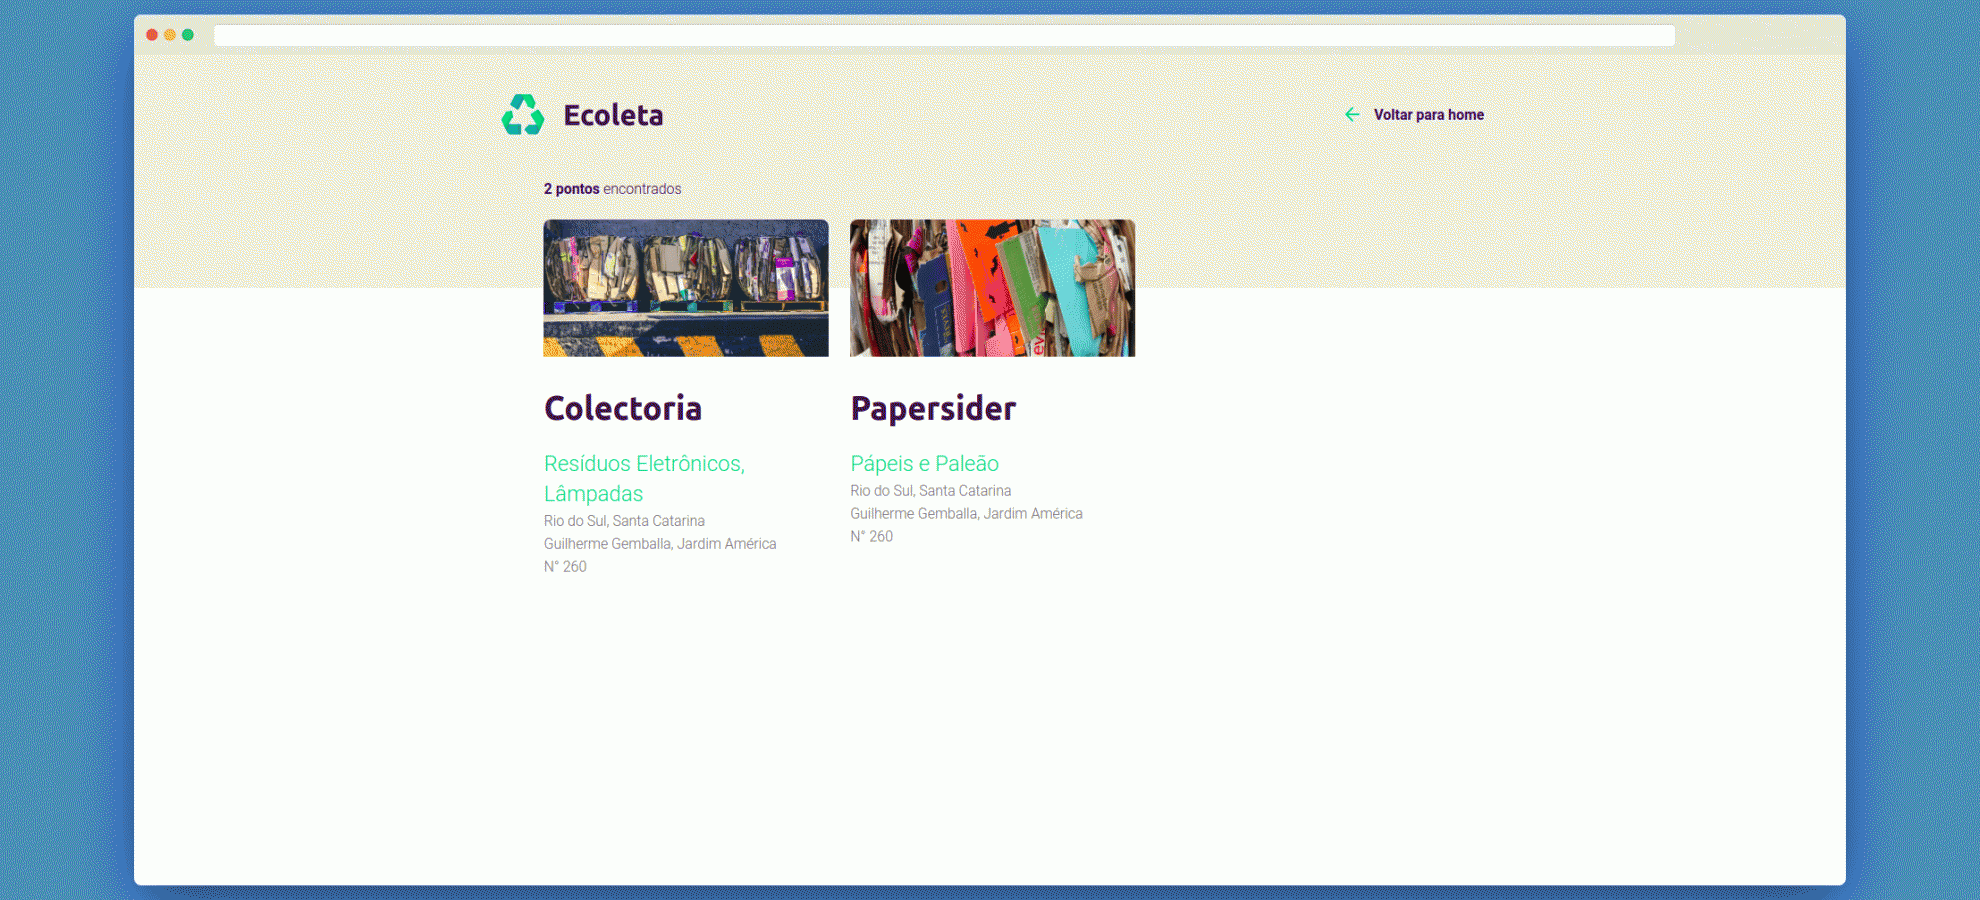 Ecoleta
Voltar para home
2 pontos encontrados
Colectoria
Resíduos Eletrônicos,
Lâmpadas
Rio do Sul, Santa Catarina
Guilherme Gemballa, Jardim América
N° 260
Papersider
Pápeis e Paleão
Rio do Sul, Santa Catarina
Guilherme Gemballa, Jardim América
N° 260